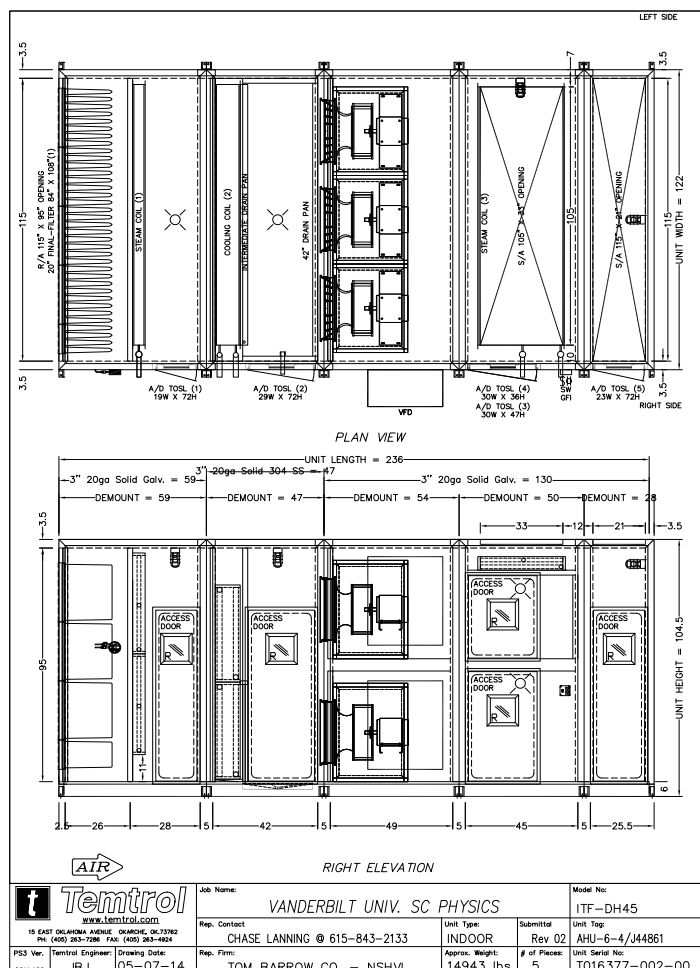 LEFT SIDE
3.5
7
3.5
115
R/A 115" X 95" OPENING
20" FINAL-FILTER 84" X 108"(1)
STEAM COIL (1)
COOLING COIL (2)
INTERMEDIATE DRAIN PAN
42" DRAIN PAN
STEAM COIL (3)
S/A 105" X 33" OPENING
105
S/A 115" X 21" OPENING
115
UNIT WIDTH = 122
3.5
10
3.5
A/D TOSL (1)
19W X 72H
A/D TOSL (2)
29W X 72H
VFD
A/D TOSL (4)
30W X 36H
A/D TOSL (3)
30W X 47H
SW
GFI
A/D TOSL (5)
23W X 72H
RIGHT SIDE
PLAN VIEW
UNIT LENGTH = 236
3" 20ga Solid Galv. = 59
3" 20ga Solid 304 SS = 47
3" 20ga Solid Galv. = 130
DEMOUNT = 59
DEMOUNT = 47
DEMOUNT = 54
DEMOUNT = 50
DEMOUNT = 28
3.5
33
12
21
3.5
95
ACCESS
DOOR
R
ACCESS
DOOR
R
ACCESS
DOOR
R
ACCESS
DOOR
R
ACCESS
DOOR
R
11
UNIT HEIGHT = 104.5
6
2.5
26
28
5
42
5
49
5
45
5
25.5
AIR
RIGHT ELEVATION
t Temtrol
www.temtrol.com
15 EAST OKLAHOMA AVENUE OKARCHE, OK.73762
PH: (405) 263-7286 FAX: (405) 263-4924
Job Name:
VANDERBILT UNIV. SC PHYSICS
Model No:
ITF-DH45
Rep. Contact
CHASE LANNING @ 615-843-2133
Unit Type:
INDOOR
Submittal
Rev 02
Unit Tag:
AHU-6-4/J44861
PS3 Ver.
Temtrol Engineer:
Drawing Date:
05-07-14
Rep. Firm:
TOM BARROW CO. - NSHVL
Approx. Weight:
14943 lbs
# of Pieces:
5
Unit Serial No:
T016377-002-00